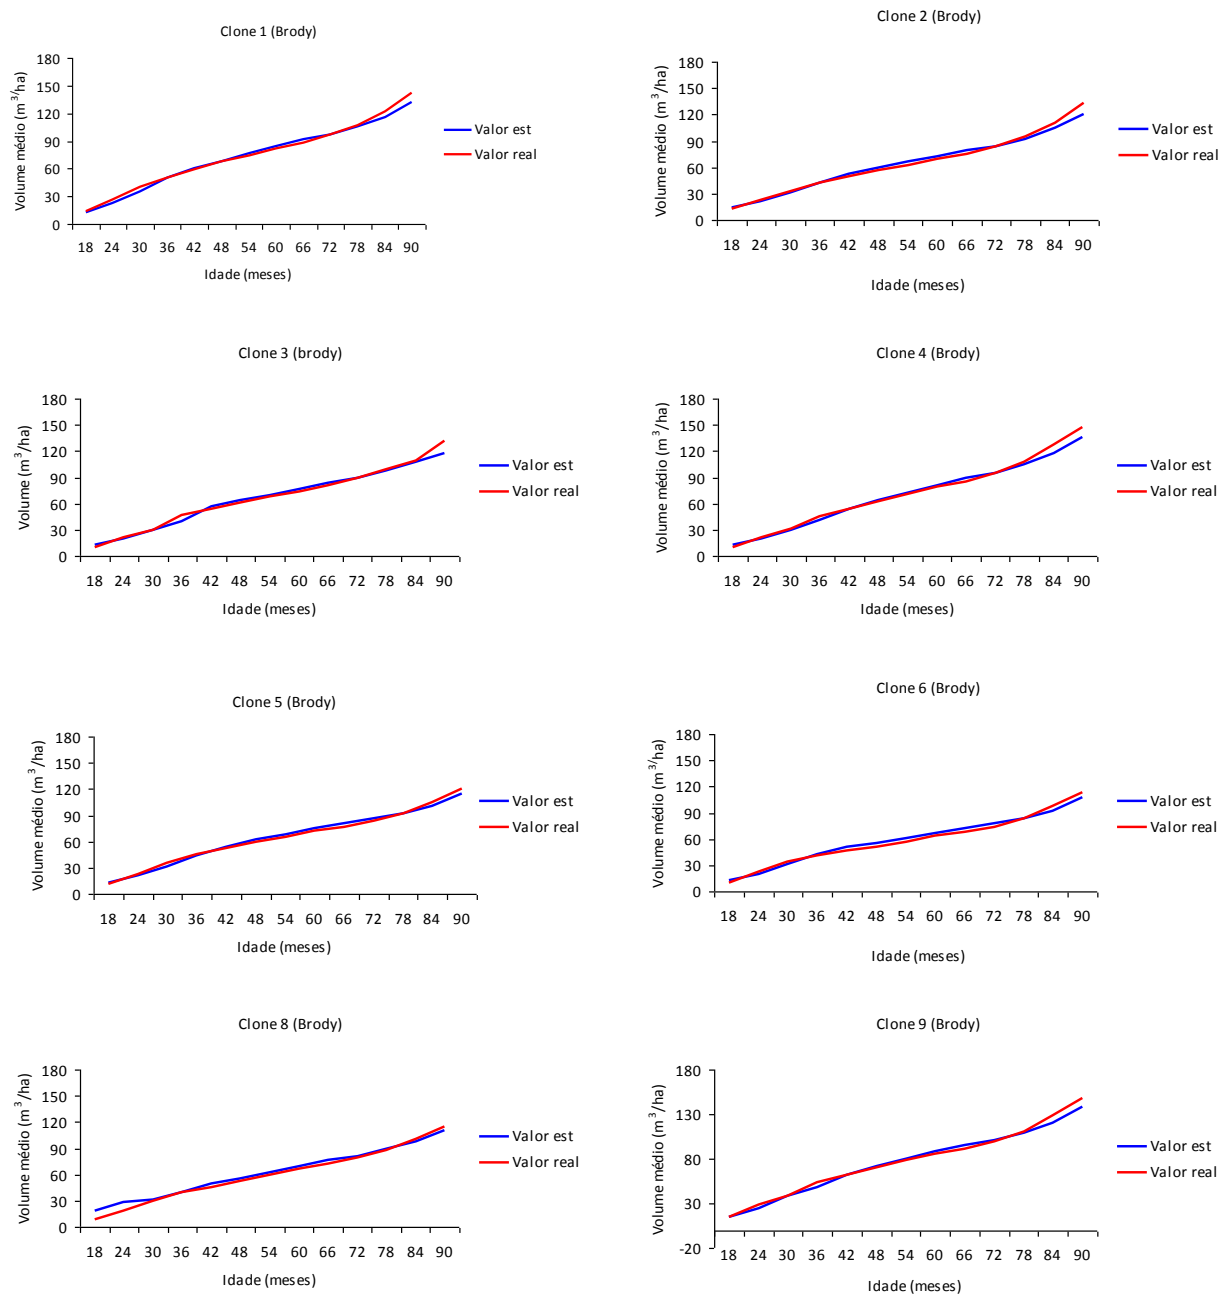 Clone 1 (Brody)
Volume médio (m³/ha)
180
150
120
90
60
30
0
18 24 30 36 42 48 54 60 66 72 78 84 90
Idade (meses)
Valor est
Valor real
Clone 2 (Brody)
Volume médio (m³/ha)
180
150
120
90
60
30
0
18 24 30 36 42 48 54 60 66 72 78 84 90
Idade (meses)
Valor est
Valor real
Clone 3 (brody)
Volume (m³/ha)
180
150
120
90
60
30
0
18 24 30 36 42 48 54 60 66 72 78 84 90
Idade (meses)
Valor est
Valor real
Clone 4 (Brody)
Volume médio (m³/ha)
180
150
120
90
60
30
0
18 24 30 36 42 48 54 60 66 72 78 84 90
Idade (meses)
Valor est
Valor real
Clone 5 (Brody)
Volume médio (m³/ha)
180
150
120
90
60
30
0
18 24 30 36 42 48 54 60 66 72 78 84 90
Idade (meses)
Valor est
Valor real
Clone 6 (Brody)
Volume médio (m³/ha)
180
150
120
90
60
30
0
18 24 30 36 42 48 54 60 66 72 78 84 90
Idade (meses)
Valor est
Valor real
Clone 8 (Brody)
Volume médio (m³/ha)
180
150
120
90
60
30
0
18 24 30 36 42 48 54 60 66 72 78 84 90
Idade (meses)
Valor est
Valor real
Clone 9 (Brody)
Volume médio (m³/ha)
180
130
80
30
-20
18 24 30 36 42 48 54 60 66 72 78 84 90
Idade (meses)
Valor est
Valor real